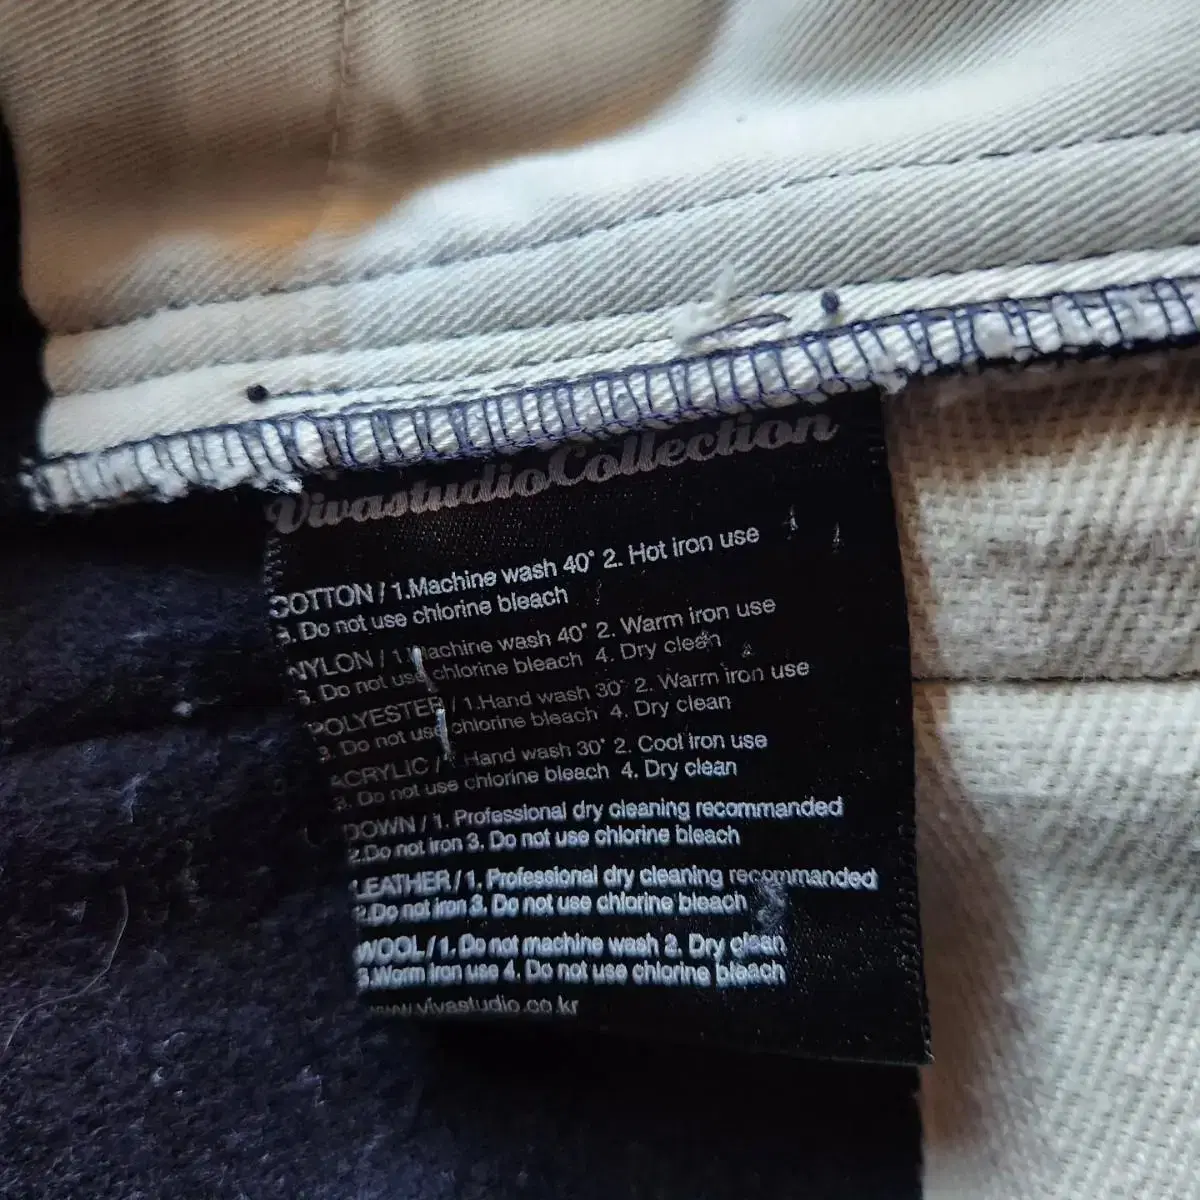 VivastudioCollection
COTTON / 1.Machine wash 40° 2. Hot iron use
3. Do not use chlorine bleach
NYLON / 1.Machine wash 40° 2. Warm iron use
3. Do not use chlorine bleach 4. Dry clean
POLYESTER / 1.Hand wash 30° 2. Warm iron use
3. Do not use chlorine bleach 4. Dry clean
ACRYLIC / 1. Hand wash 30° 2. Cool iron use
3. Do not use chlorine bleach 4. Dry clean
DOWN / 1. Professional dry cleaning recommanded
2.Do not iron 3. Do not use chlorine bleach
LEATHER / 1. Professional dry cleaning recommanded
2.Do not iron 3. Do not use chlorine bleach
WOOL / 1. Do not machine wash 2. Dry clean
3.Worm iron use 4. Do not use chlorine bleach
www.vivastudio.co.kr